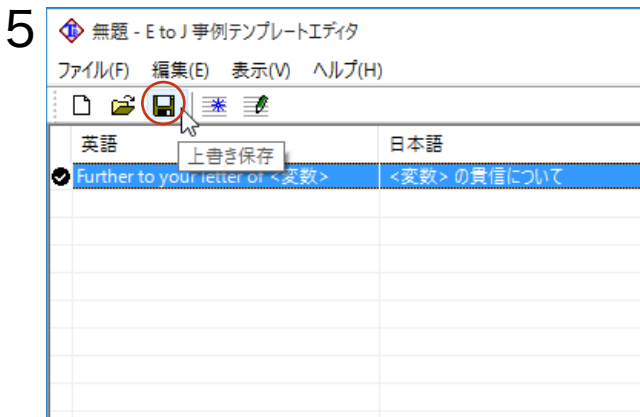 5
無題 - E to J 事例テンプレートエディタ
ファイル(F) 編集(E) 表示(V) ヘルプ(H)
英語 日本語
上書き保存
Further to your letter of <変数> <変数> の貴信について